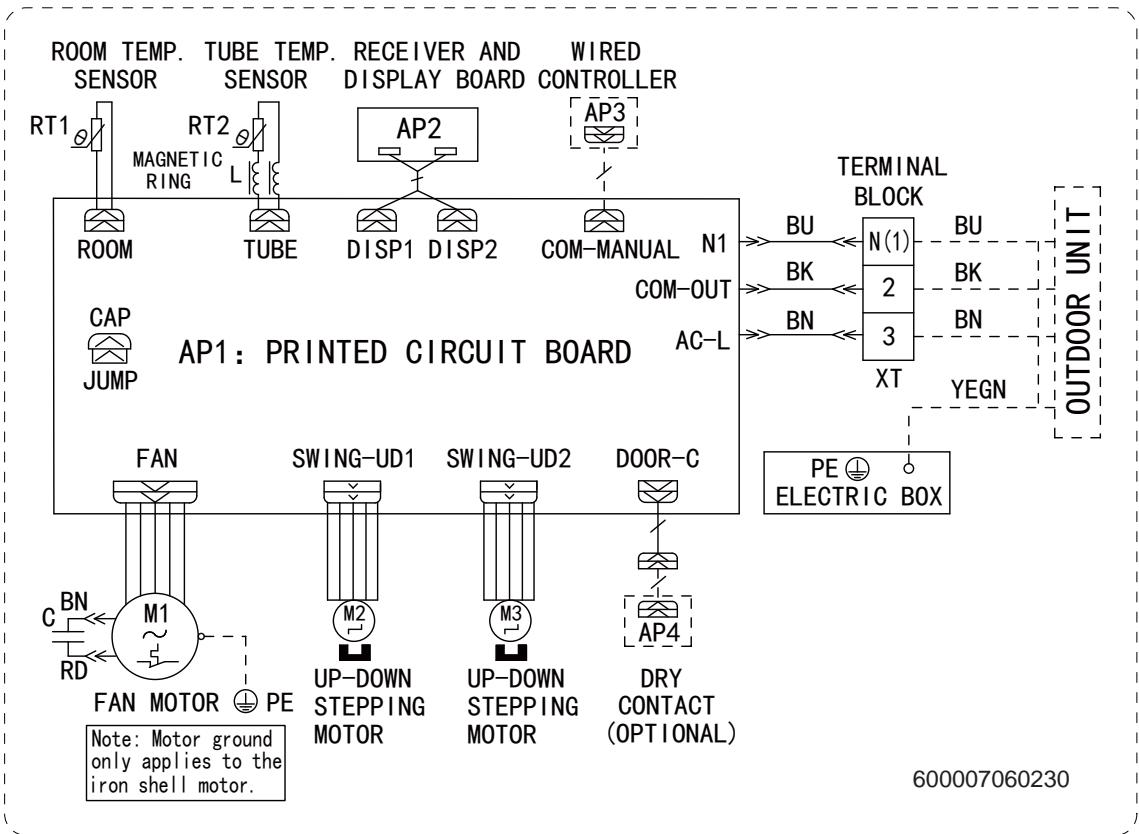 ROOM TEMP. SENSOR
TUBE TEMP. SENSOR
RECEIVER AND DISPLAY BOARD
WIRED CONTROLLER
RT1
θ
RT2
θ
AP2
AP3
MAGNETIC RING
L
TERMINAL BLOCK
ROOM
TUBE
DISP1
DISP2
COM-MANUAL
N1
BU
N(1)
BU
COM-OUT
BK
2
BK
AC-L
BN
3
BN
XT
OUTDOOR UNIT
CAP
JUMP
AP1: PRINTED CIRCUIT BOARD
YEGN
PE
ELECTRIC BOX
FAN
SWING-UD1
SWING-UD2
DOOR-C
C
BN
RD
M1
M2
M3
AP4
FAN MOTOR
PE
UP-DOWN
STEPPING
MOTOR
UP-DOWN
STEPPING
MOTOR
DRY
CONTACT
(OPTIONAL)
Note: Motor ground
only applies to the
iron shell motor.
600007060230